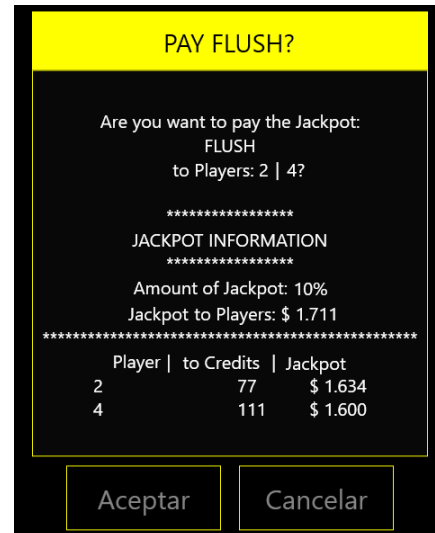 PAY FLUSH?
Are you want to pay the Jackpot:
FLUSH
to Players: 2 | 4?
*****************
JACKPOT INFORMATION
*****************
Amount of Jackpot: 10%
Jackpot to Players: $ 1.711
**************************************************
Player | to Credits | Jackpot
2 77 $ 1.634
4 111 $ 1.600
Aceptar Cancelar